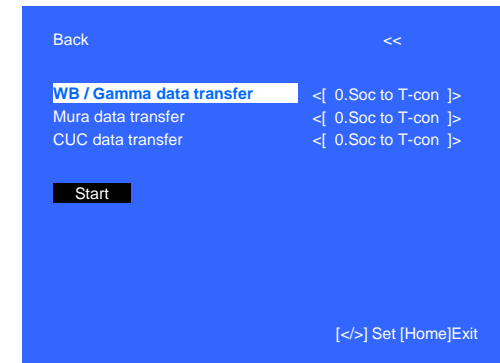 Back <<
WB / Gamma data transfer <[ 0.Soc to T-con ]>
Mura data transfer <[ 0.Soc to T-con ]>
CUC data transfer <[ 0.Soc to T-con ]>
Start
[</>] Set [Home]Exit